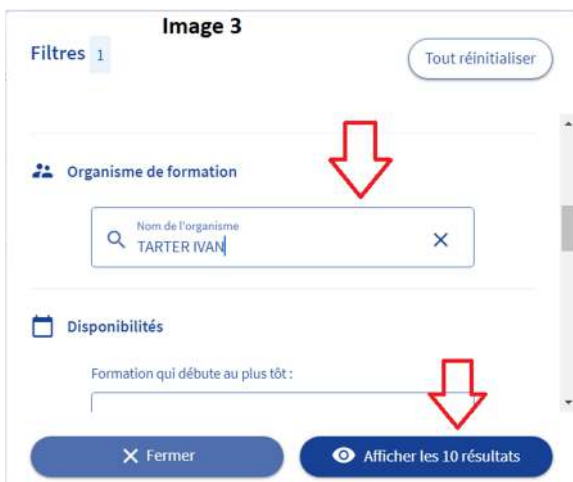 Image 3
Filtres 1
Tout réinitialiser
Organisme de formation
Nom de l'organisme
TARTER IVAN
Disponibilités
Formation qui débute au plus tôt :
Fermer
Afficher les 10 résultats